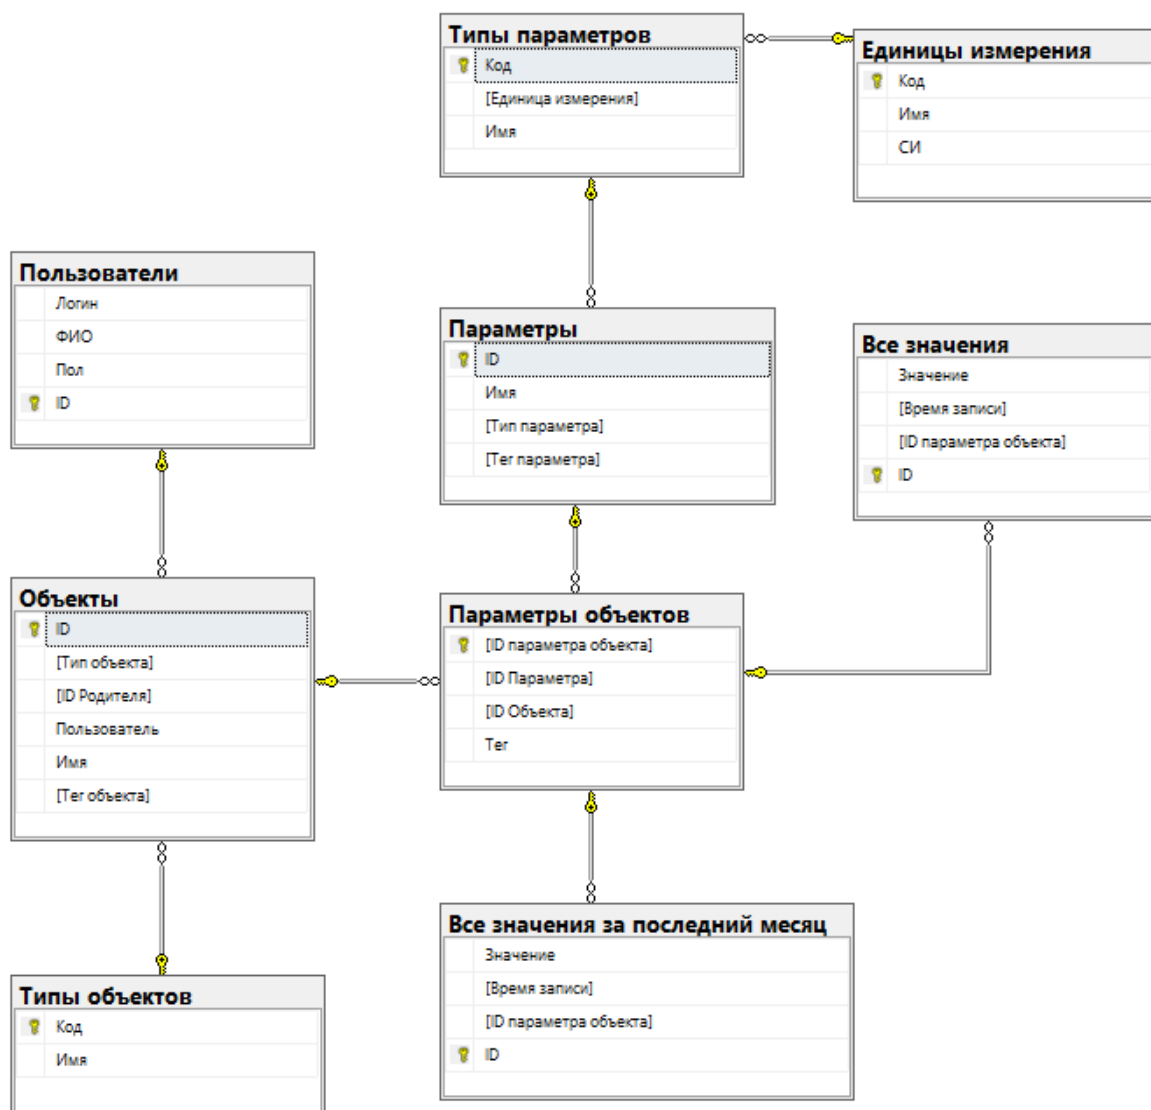 Типы параметров
Код
[Единица измерения]
Имя
Единицы измерения
Код
Имя
СИ
Пользователи
Логин
ФИО
Пол
ID
Параметры
ID
Имя
[Тип параметра]
[Тег параметра]
Все значения
Значение
[Время записи]
[ID параметра объекта]
ID
Объекты
ID
[Тип объекта]
[ID Родителя]
Пользователь
Имя
[Тег объекта]
Параметры объектов
[ID параметра объекта]
[ID Параметра]
[ID Объекта]
Тег
Все значения за последний месяц
Значение
[Время записи]
[ID параметра объекта]
ID
Типы объектов
Код
Имя